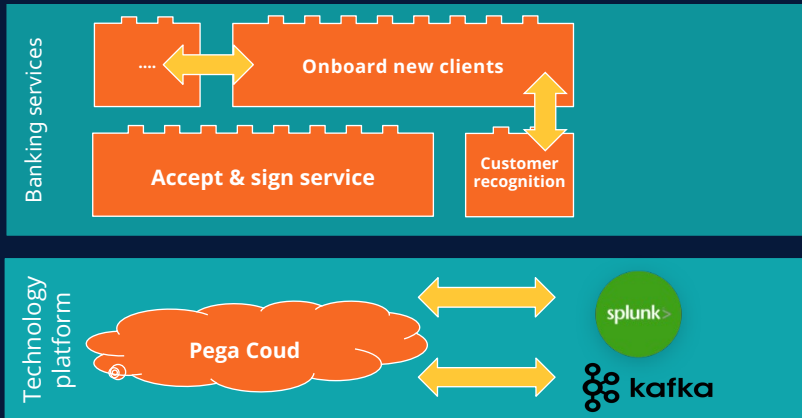 Banking services
....
Onboard new clients
Accept & sign service
Customer
recognition
Technology
platform
Pega Coud
splunk>
kafka